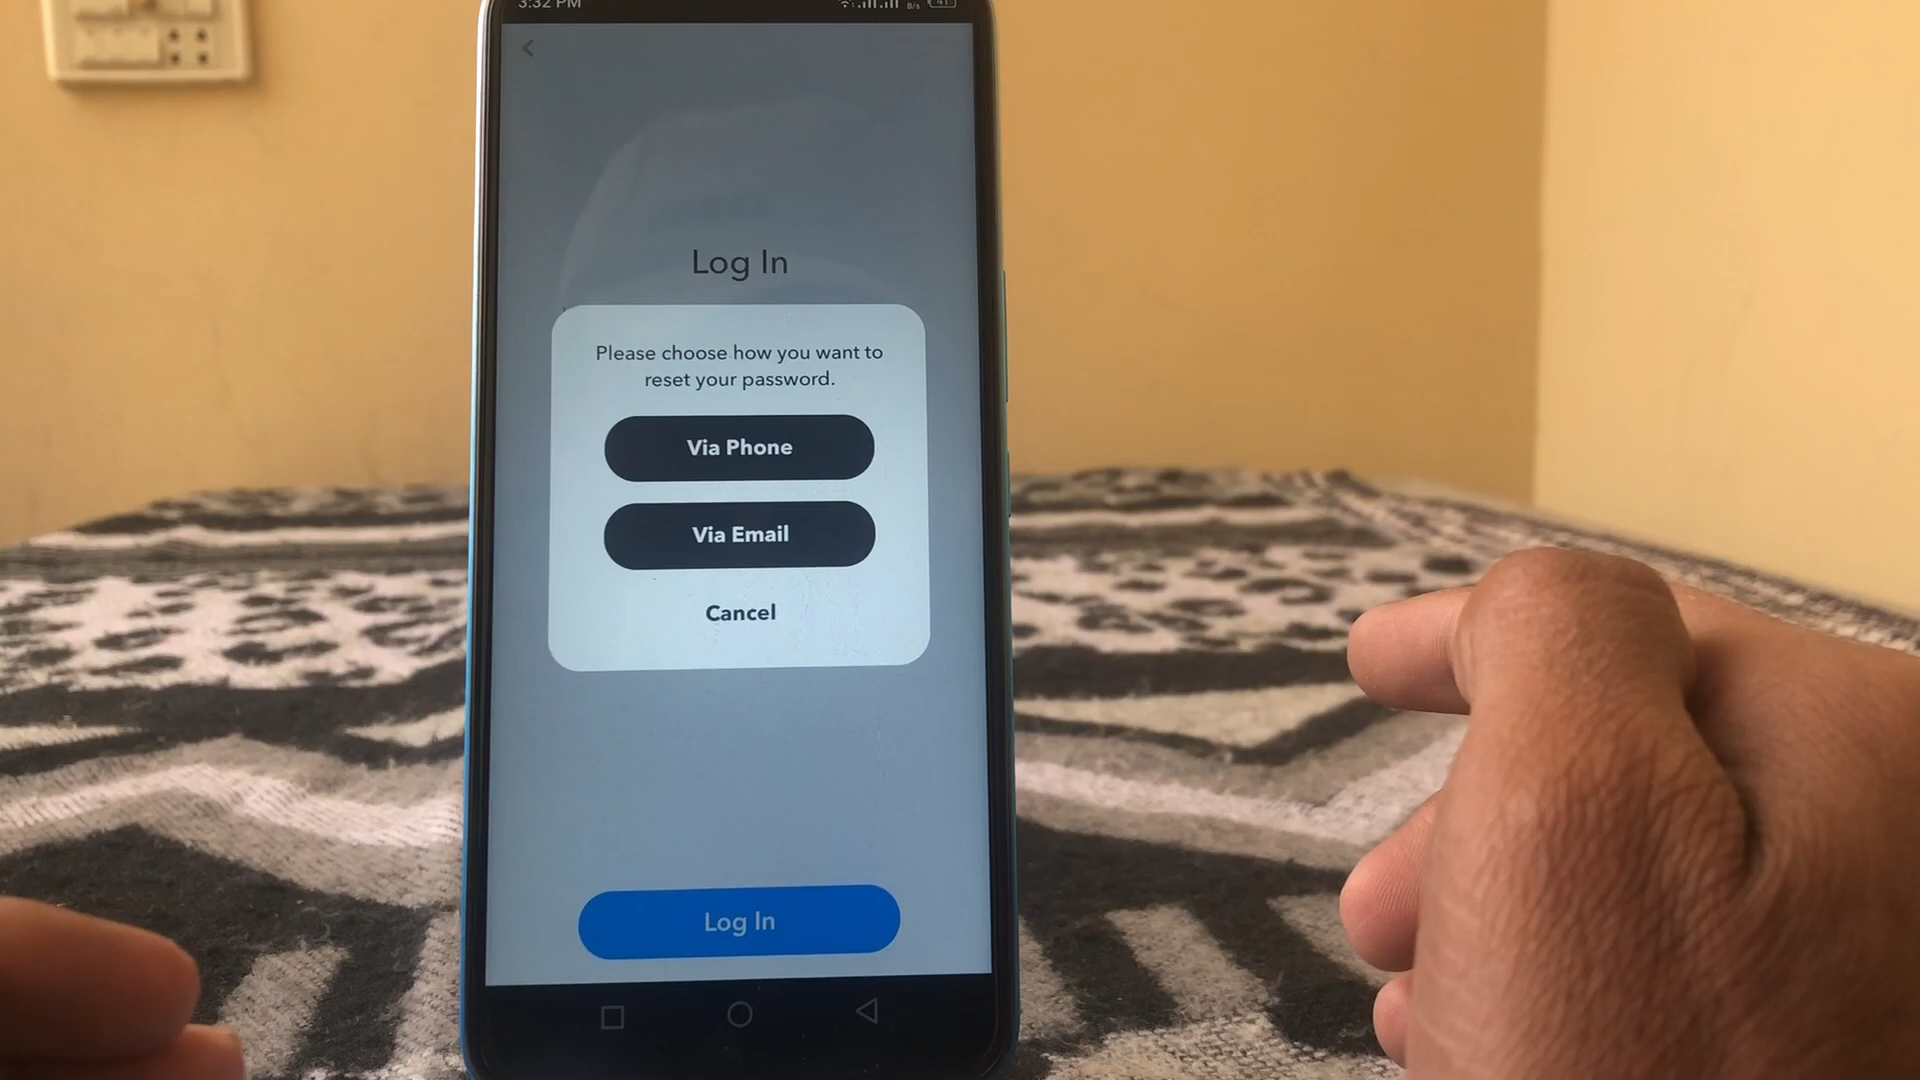 3:32 PM
B/s 41
Log In
Please choose how you want to
reset your password.
Via Phone
Via Email
Cancel
Log In